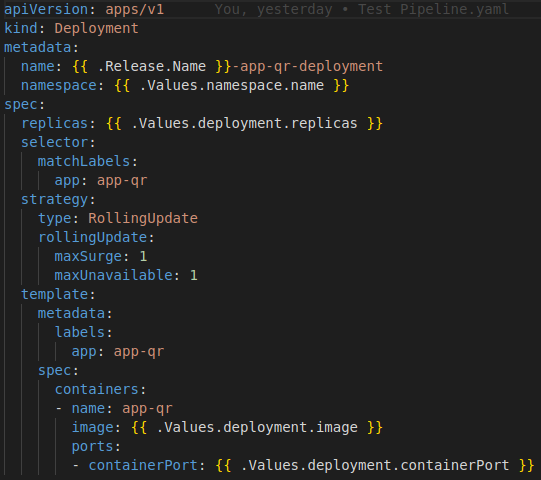 apiVersion: apps/v1 You, yesterday • Test Pipeline.yaml
kind: Deployment
metadata:
  name: {{ .Release.Name }}-app-qr-deployment
  namespace: {{ .Values.namespace.name }}
spec:
  replicas: {{ .Values.deployment.replicas }}
  selector:
    matchLabels:
      app: app-qr
  strategy:
    type: RollingUpdate
    rollingUpdate:
      maxSurge: 1
      maxUnavailable: 1
  template:
    metadata:
      labels:
        app: app-qr
    spec:
      containers:
      - name: app-qr
        image: {{ .Values.deployment.image }}
        ports:
        - containerPort: {{ .Values.deployment.containerPort }}